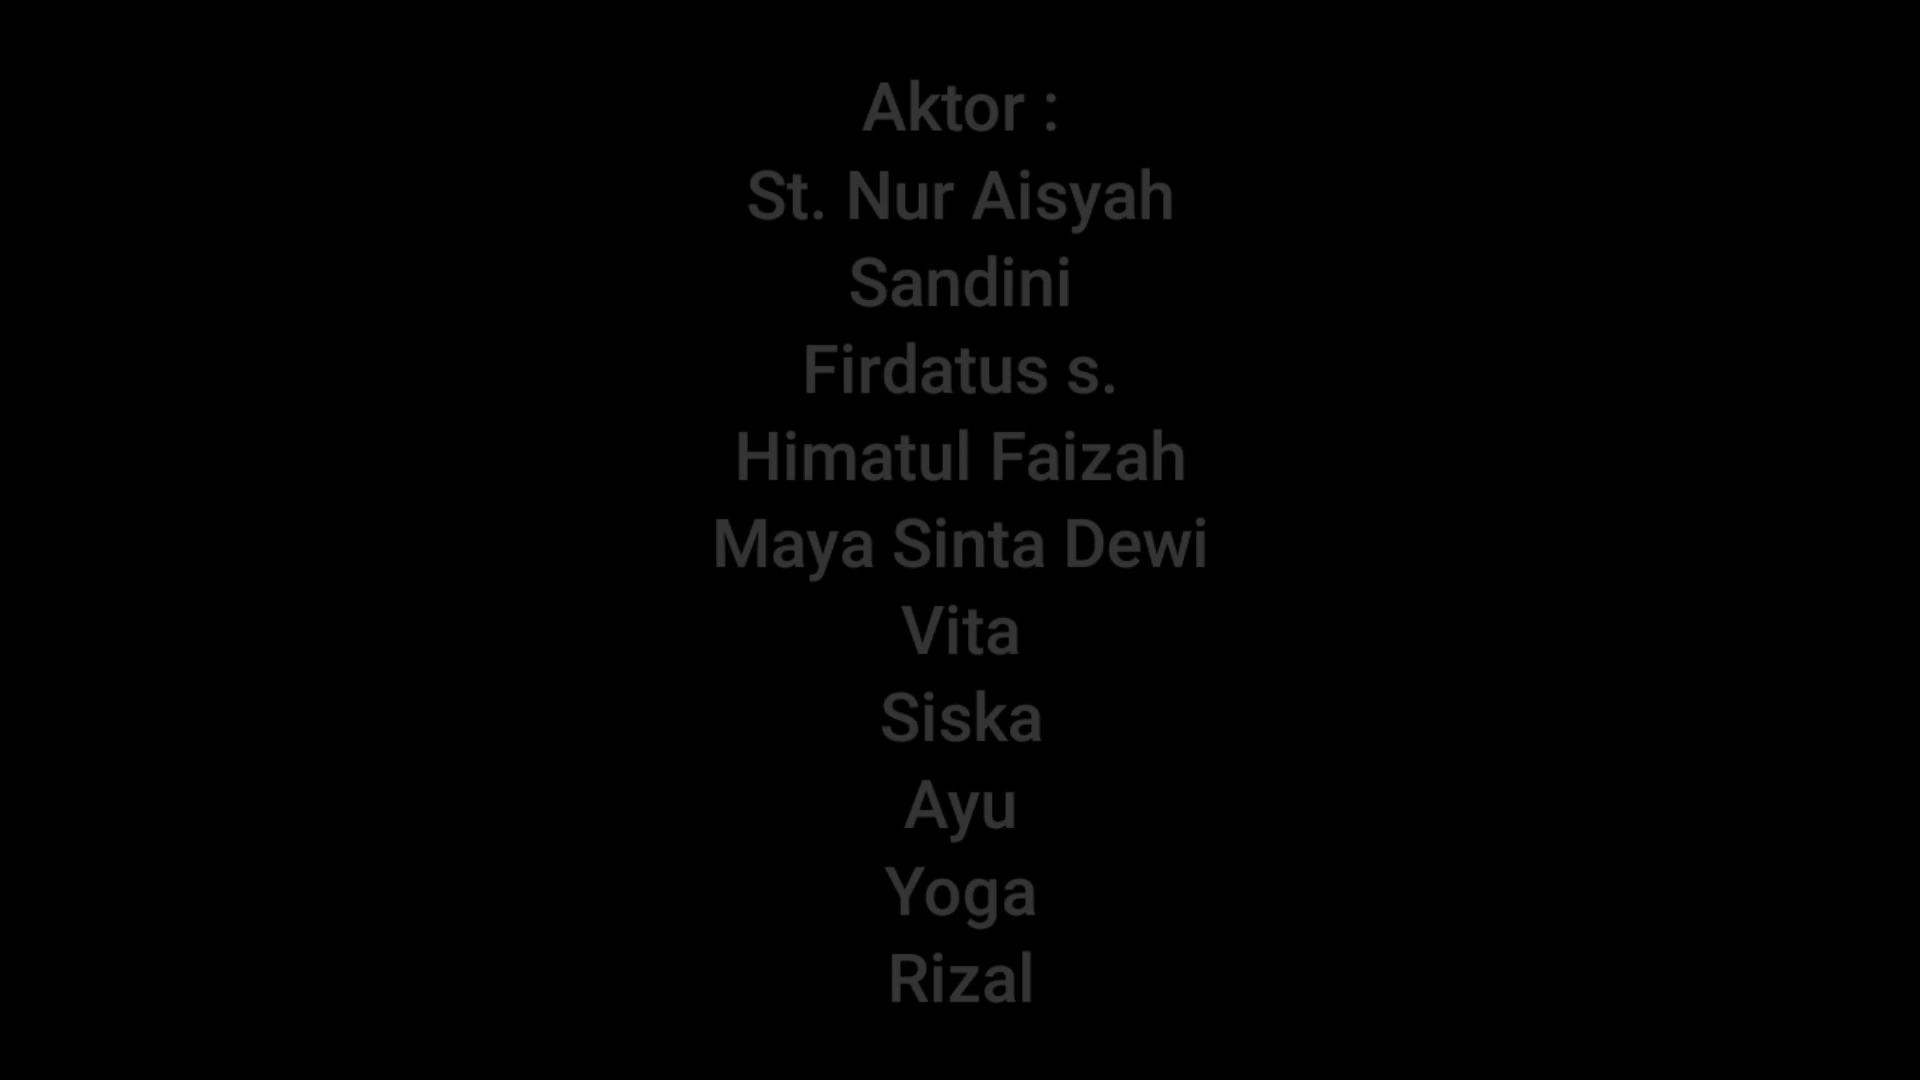 Aktor :
St. Nur Aisyah
Sandini
Firdatus s.
Himatul Faizah
Maya Sinta Dewi
Vita
Siska
Ayu
Yoga
Rizal